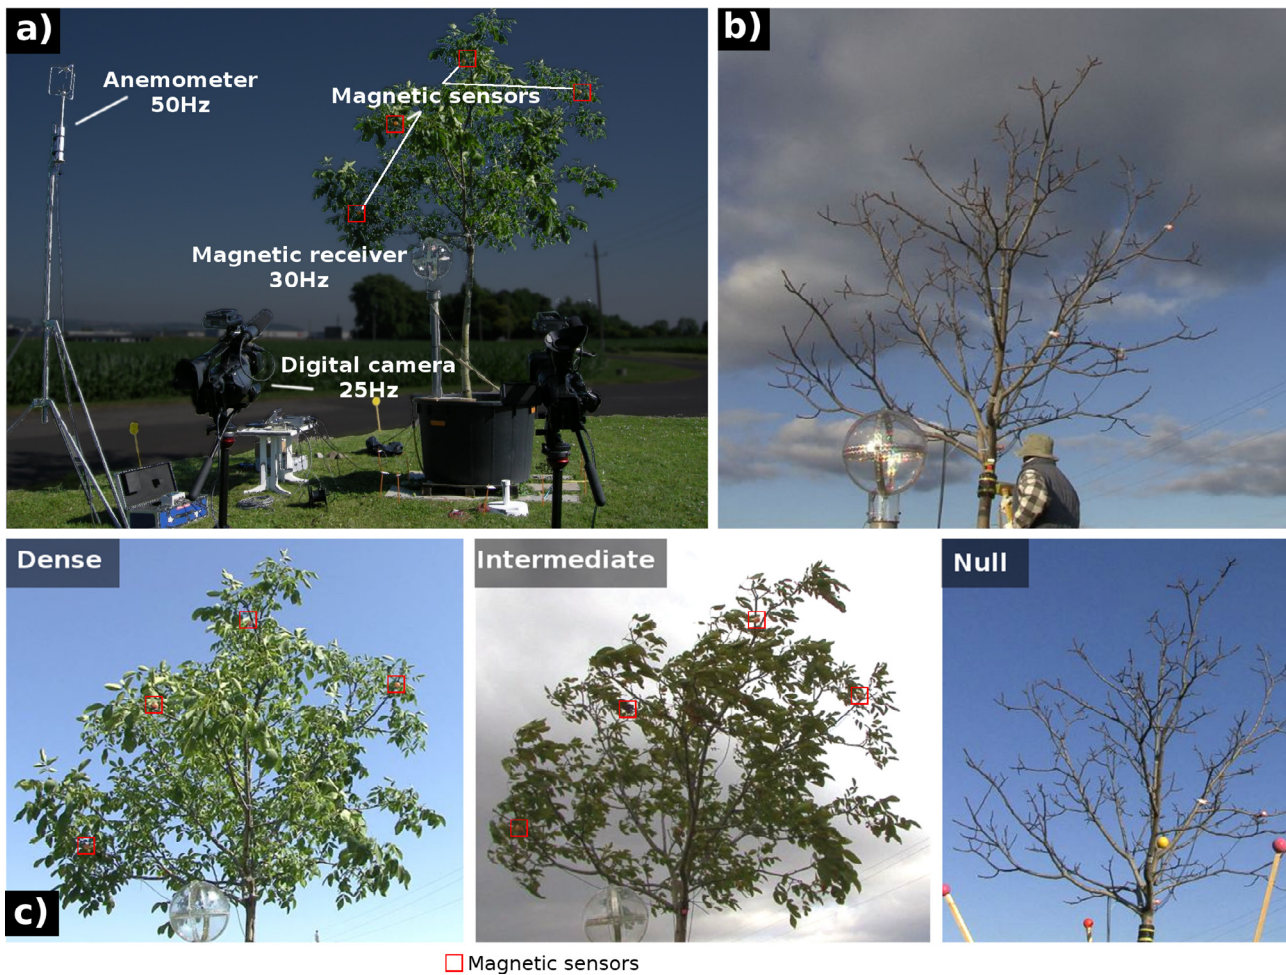 a)
Anemometer
50Hz
Magnetic sensors
Magnetic receiver
30Hz
Digital camera
25Hz
b)
Dense
Intermediate
Null
c)
Magnetic sensors